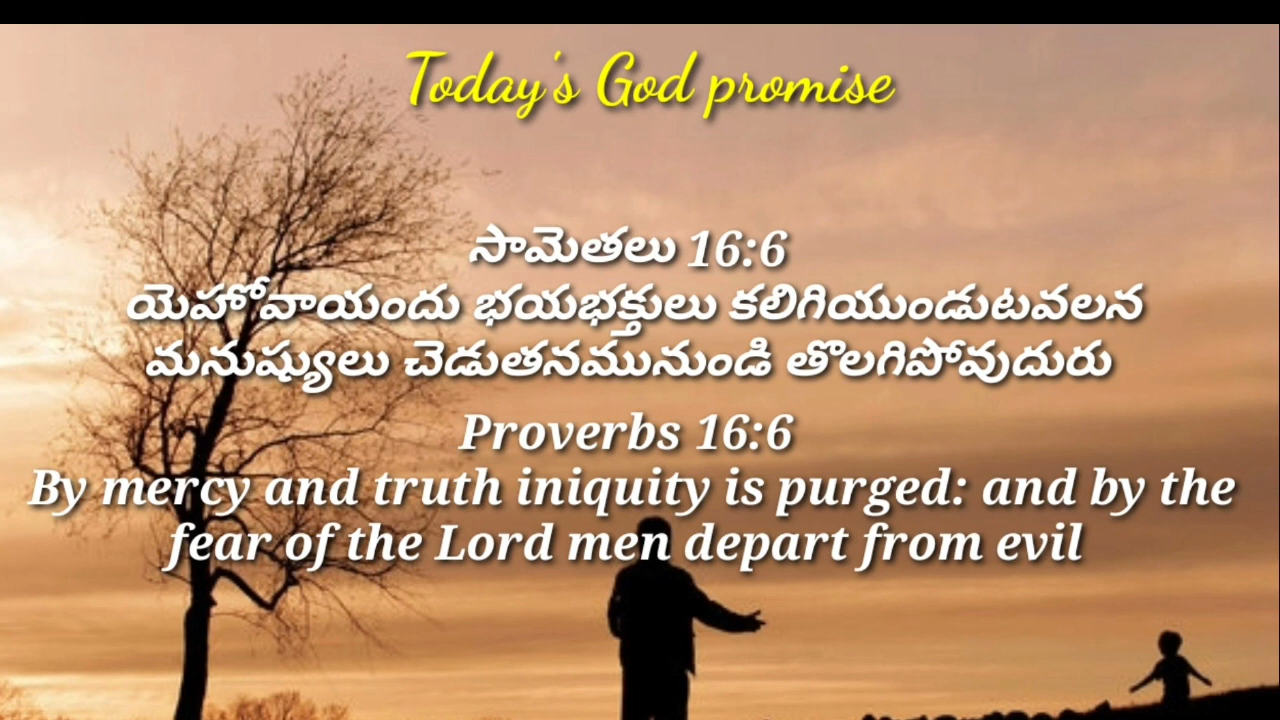 Today's God promise
సామెతలు 16:6
యెహోవాయందు భయభక్తులు కలిగియుండుటవలన
మనుష్యులు చెడుతనమునుండి తొలగిపోవుదురు
Proverbs 16:6
By mercy and truth iniquity is purged: and by the
fear of the Lord men depart from evil